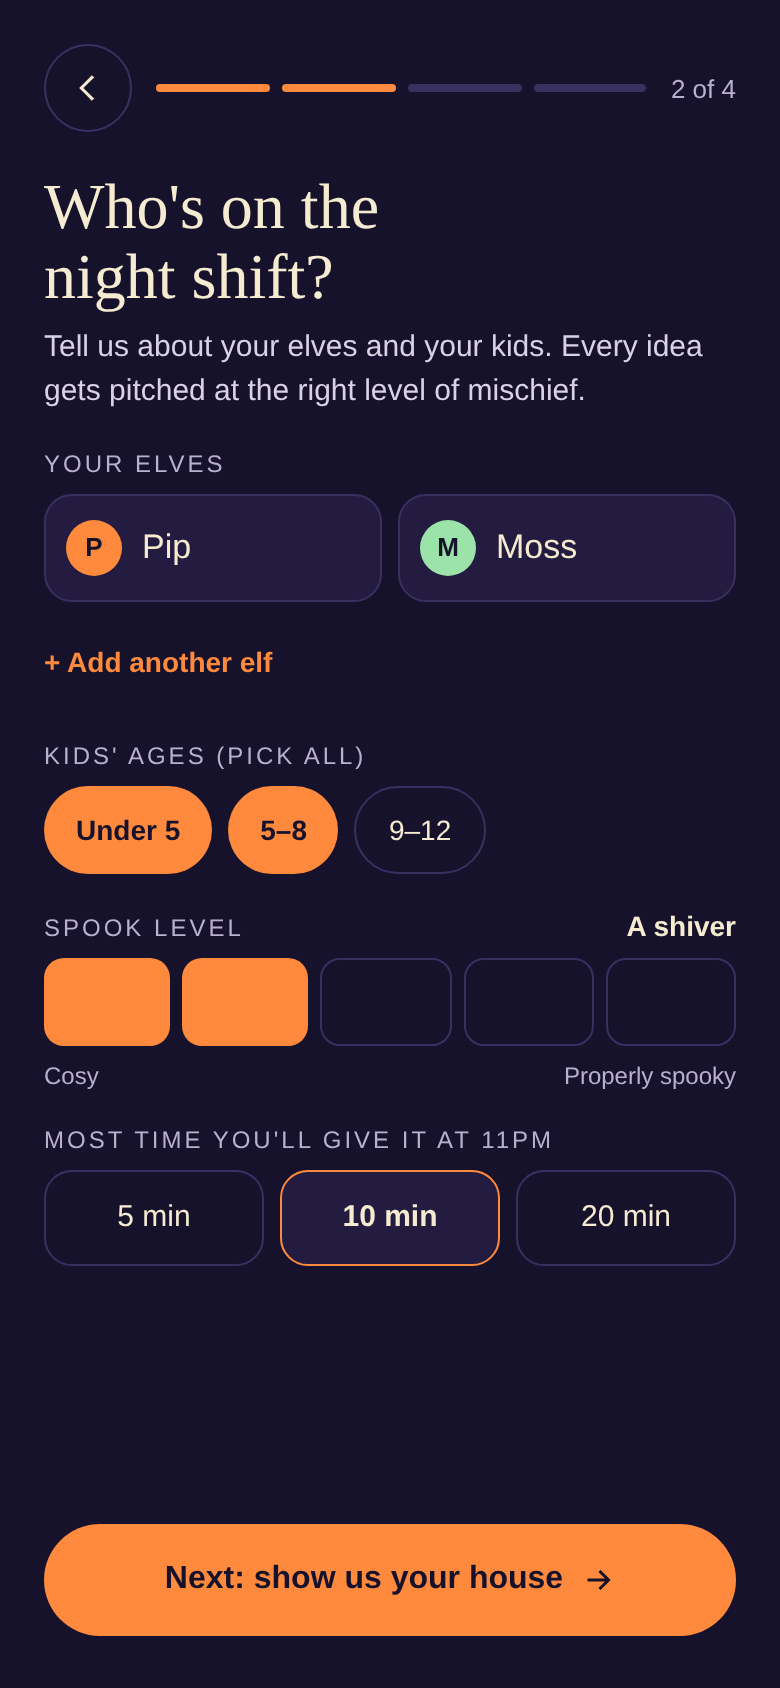 2 of 4
Who's on the
night shift?
Tell us about your elves and your kids. Every idea
gets pitched at the right level of mischief.
YOUR ELVES
P Pip
M Moss
+ Add another elf
KIDS' AGES (PICK ALL)
Under 5 5–8 9–12
SPOOK LEVEL A shiver
Cosy Properly spooky
MOST TIME YOU'LL GIVE IT AT 11PM
5 min 10 min 20 min
Next: show us your house →